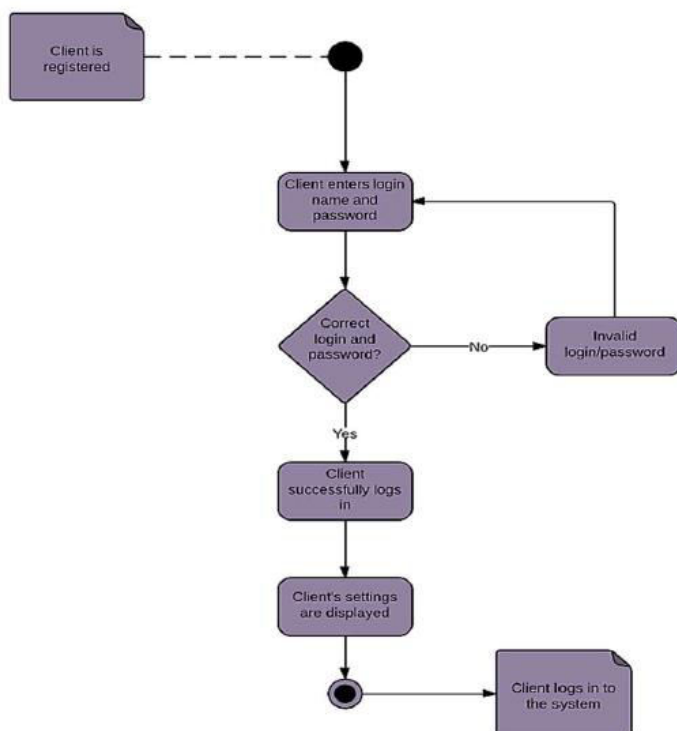 Client is
registered
Client enters login
name and
password
Correct
login and
password?
No
Invalid
login/password
Yes
Client
successfully logs
in
Client's settings
are displayed
Client logs in to
the system